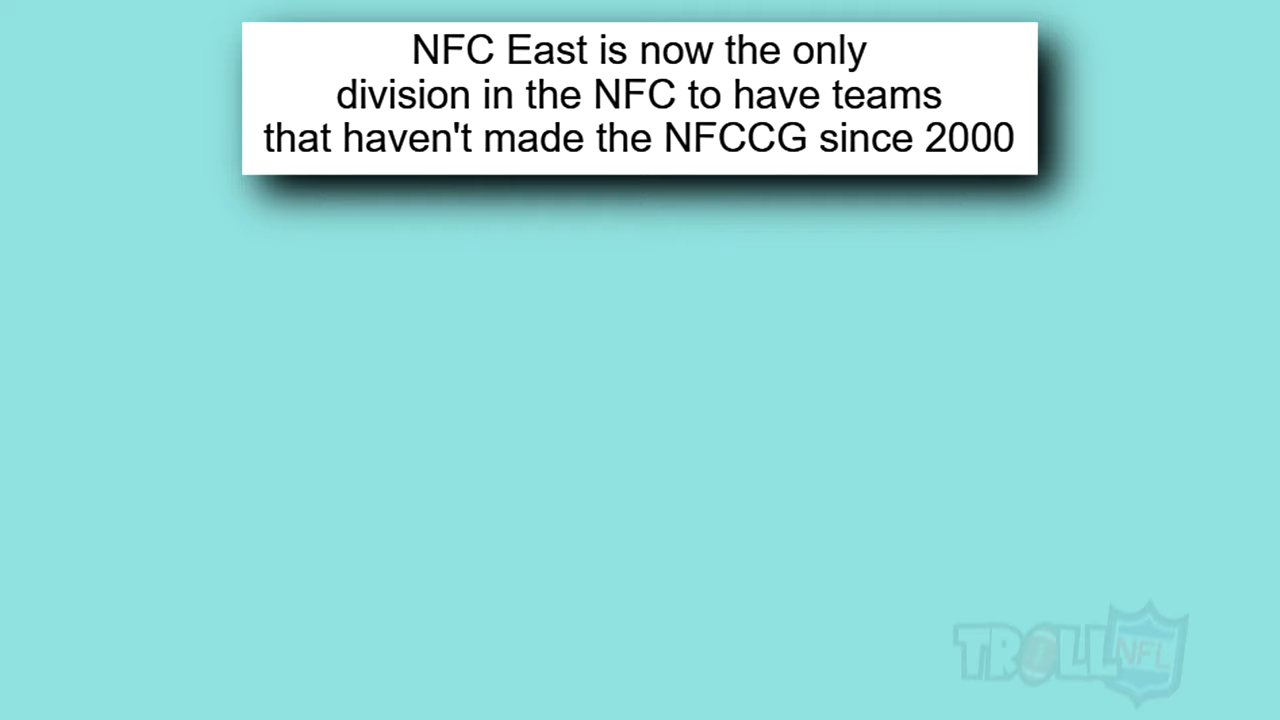 NFC East is now the only
division in the NFC to have teams
that haven't made the NFCCG since 2000
TROLL NFL